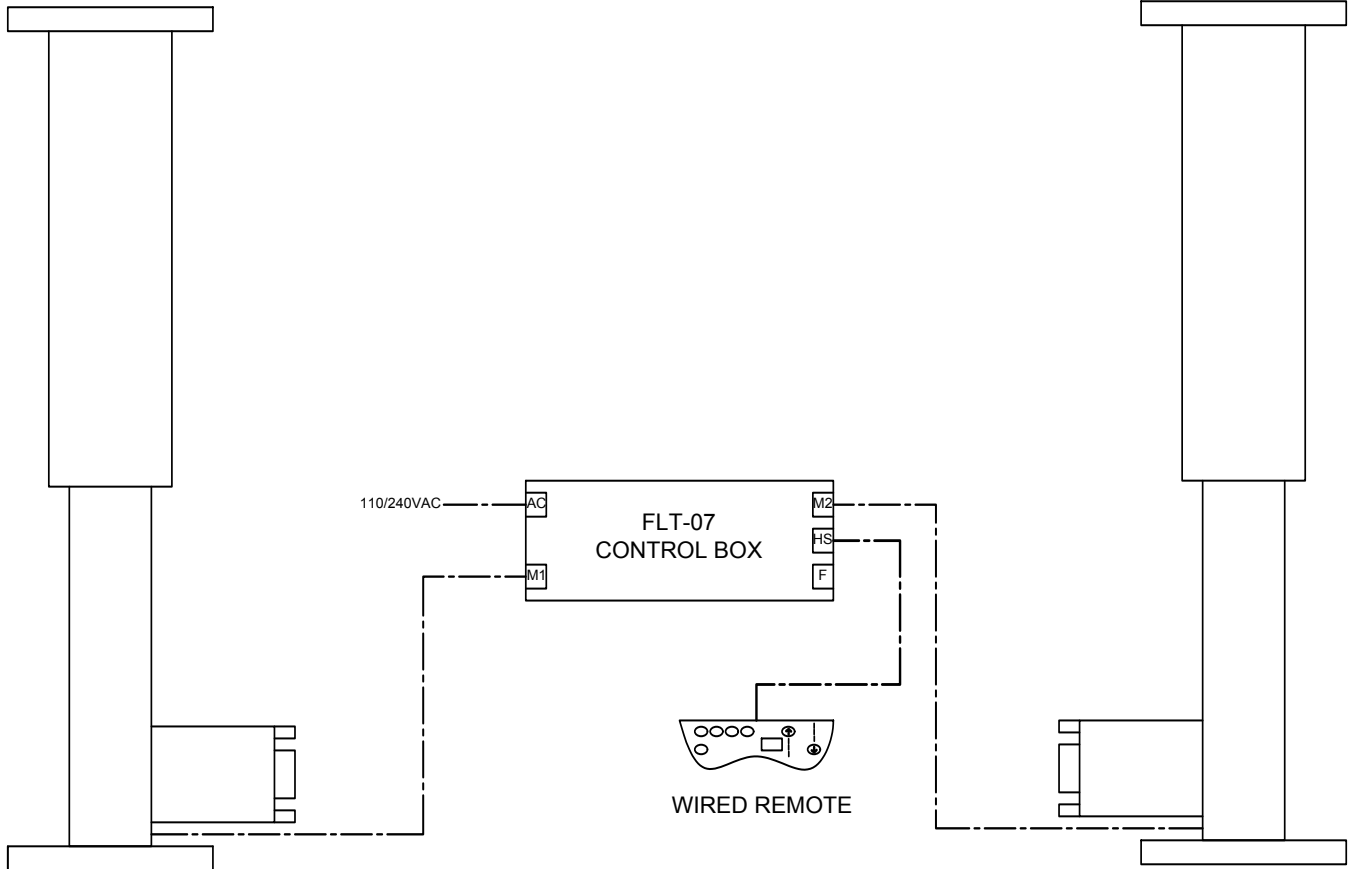 110/240VAC
AC
M1
FLT-07
CONTROL BOX
M2
HS
F
WIRED REMOTE